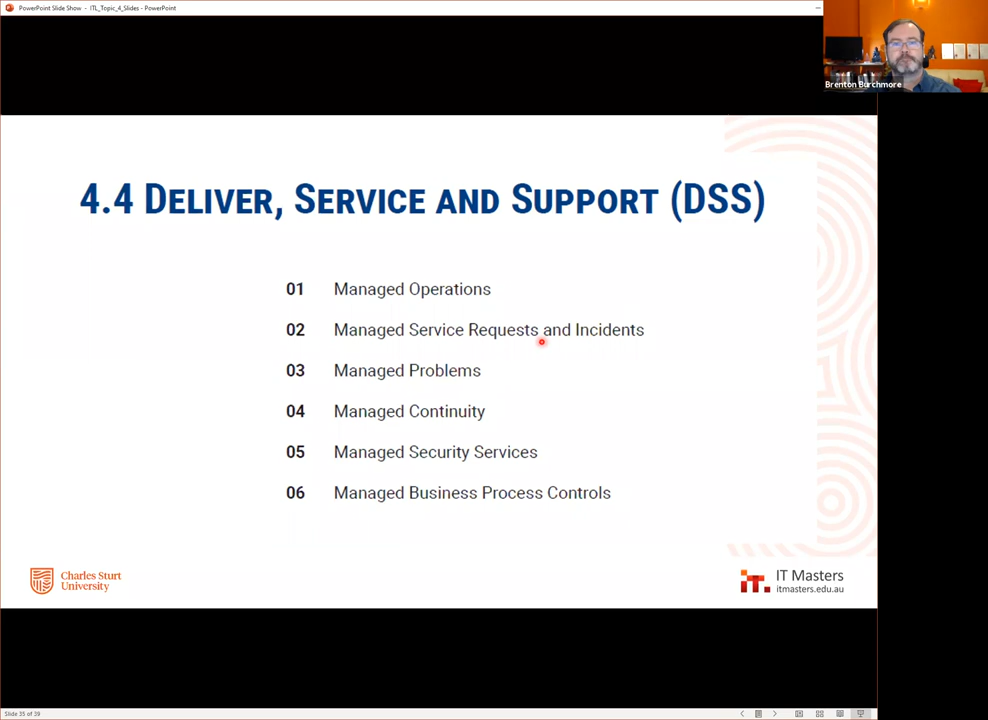 PowerPoint Slide Show - ITL_Topic_4_Slides - PowerPoint
Brenton Burchmore
4.4 Deliver, Service and Support (DSS)
01 Managed Operations
02 Managed Service Requests and Incidents
03 Managed Problems
04 Managed Continuity
05 Managed Security Services
06 Managed Business Process Controls
Charles Sturt
University
IT Masters
itmasters.edu.au
Slide 35 of 39